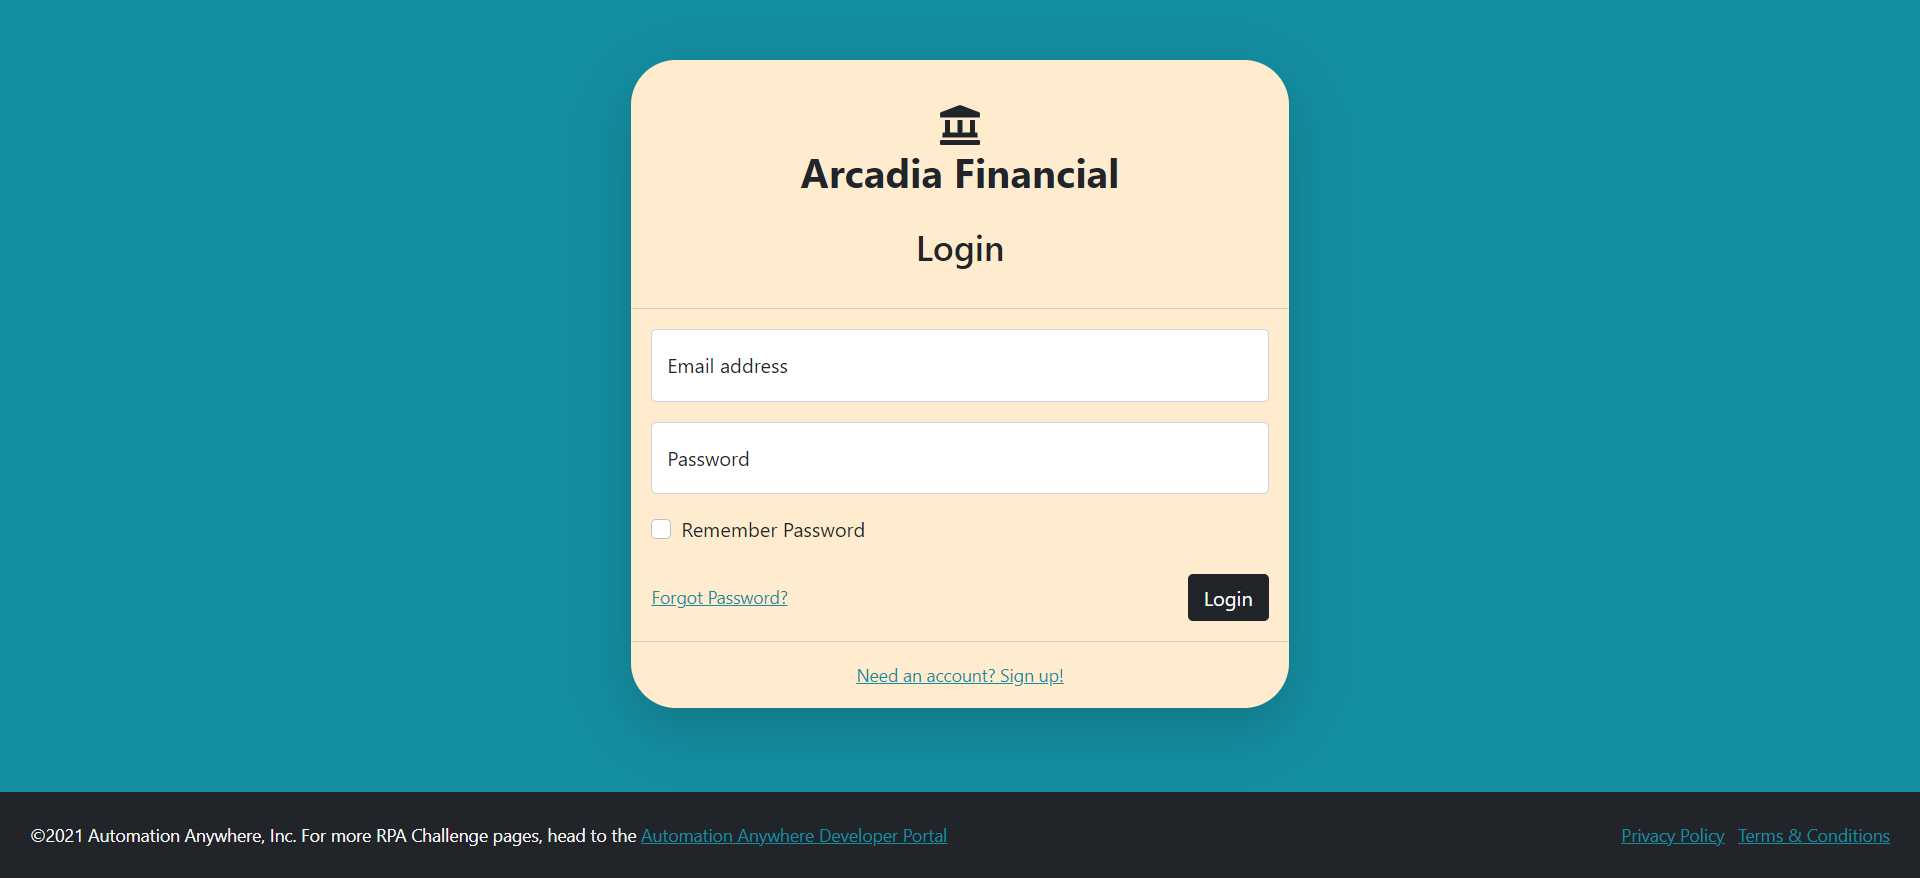 Arcadia Financial
Login
Email address
Password
Remember Password
Forgot Password?
Login
Need an account? Sign up!
©2021 Automation Anywhere, Inc. For more RPA Challenge pages, head to the Automation Anywhere Developer Portal
Privacy Policy Terms & Conditions